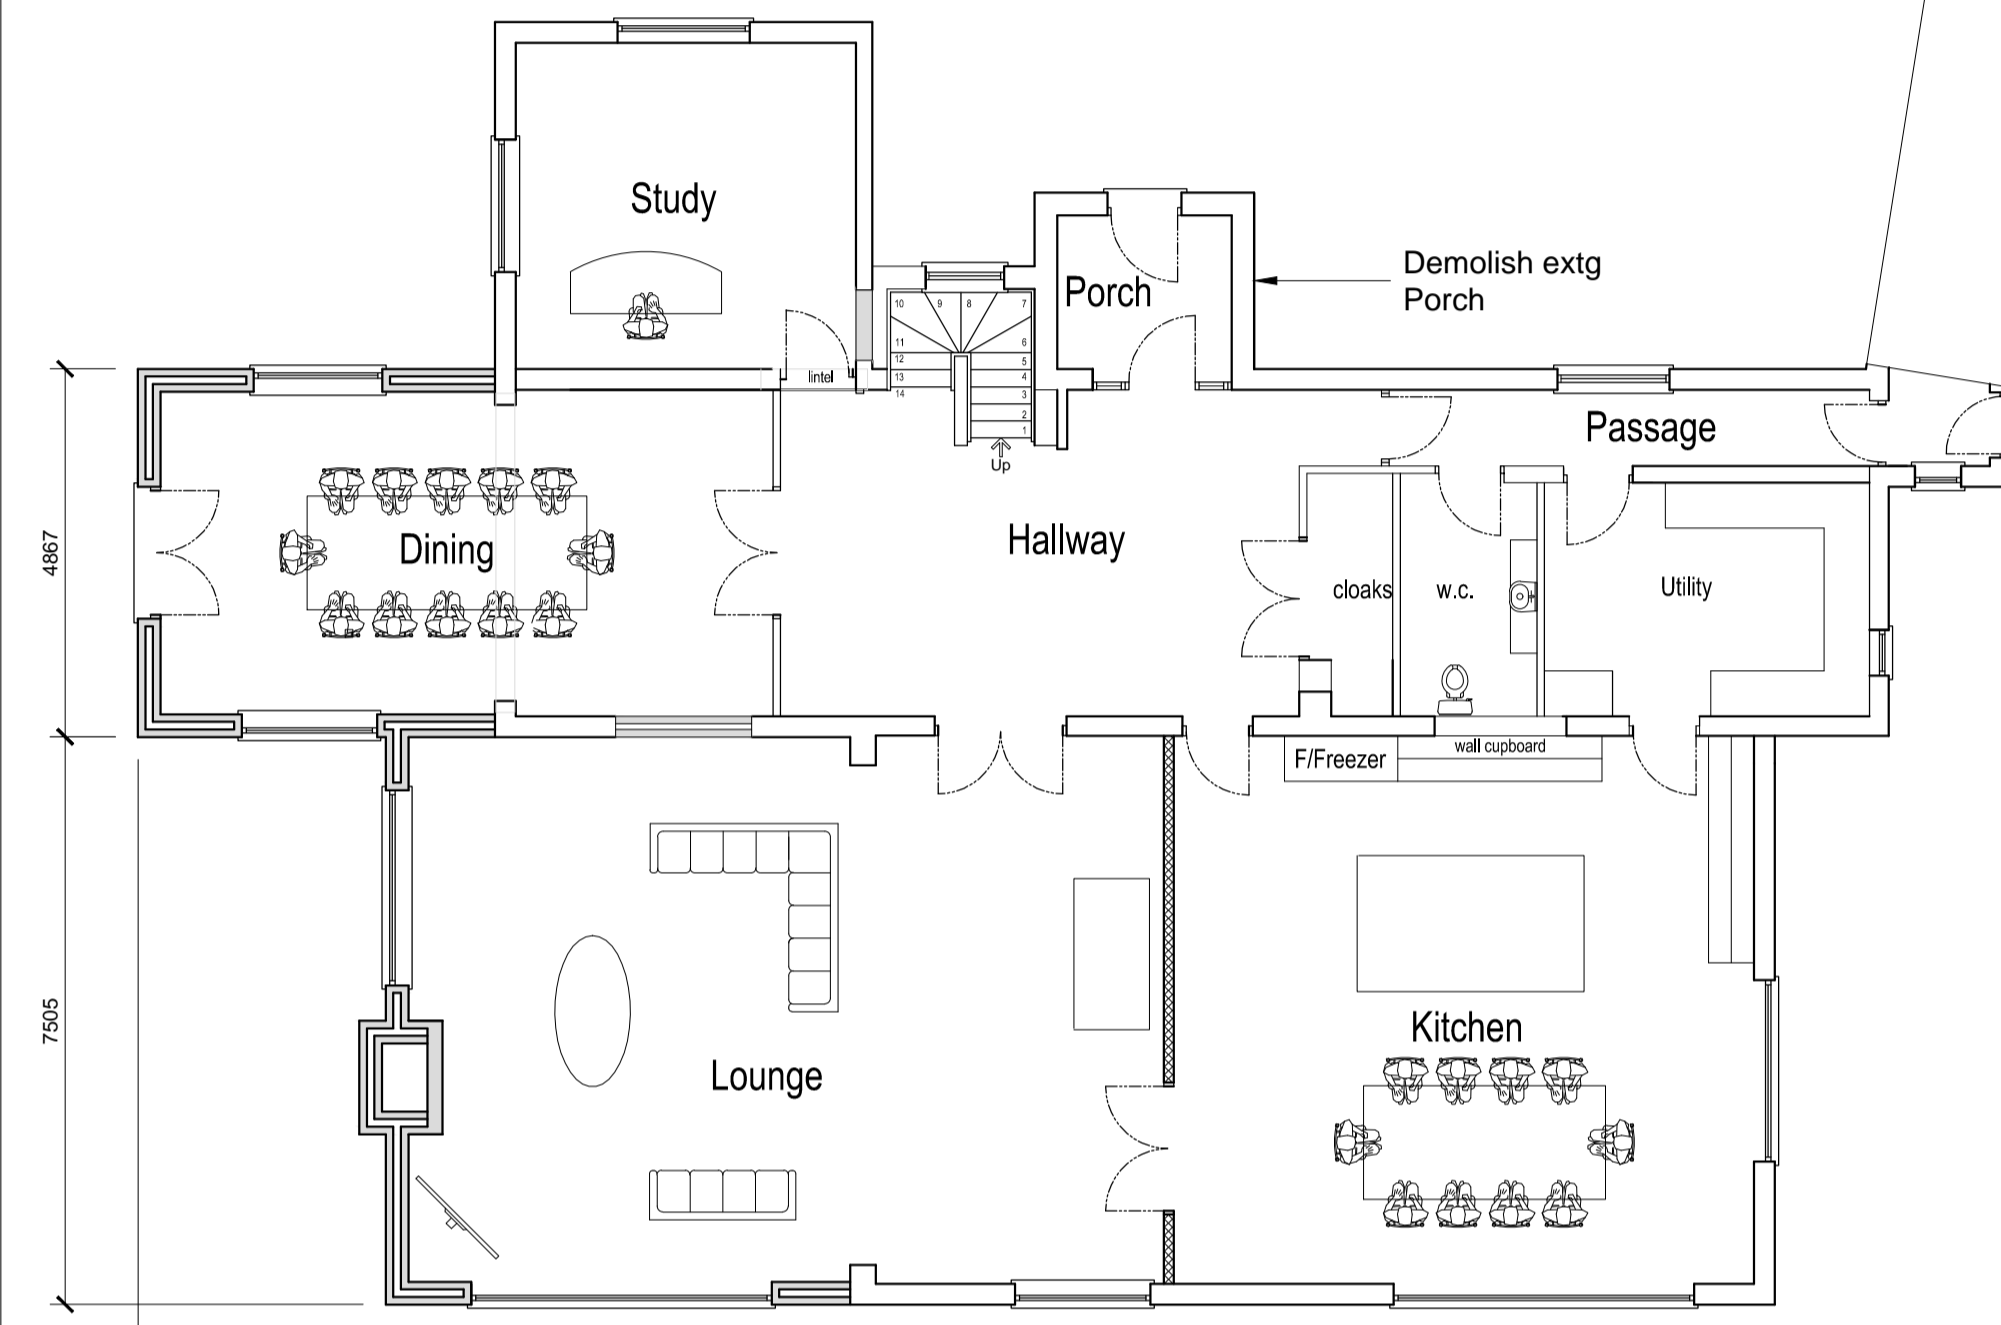 Study
Demolish extg
Porch
Porch
10
9
8
7
11
6
12
5
13
4
14
3
2
1
Up
lintel
Passage
4867
Dining
Hallway
cloaks
w.c.
Utility
F/Freezer
wall cupboard
7505
Kitchen
Lounge